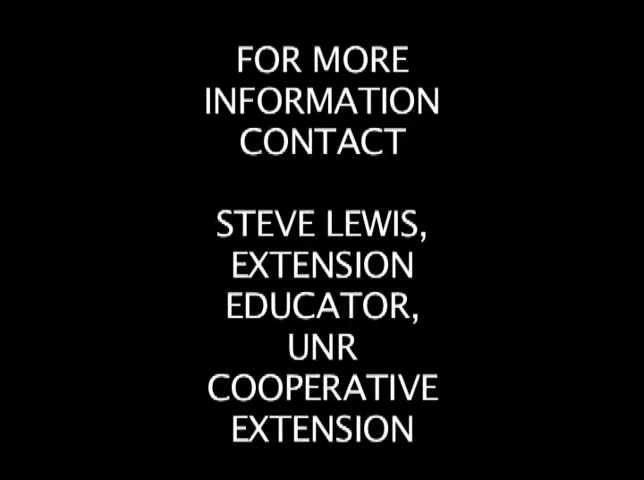 FOR MORE
INFORMATION
CONTACT
STEVE LEWIS,
EXTENSION
EDUCATOR,
UNR
COOPERATIVE
EXTENSION